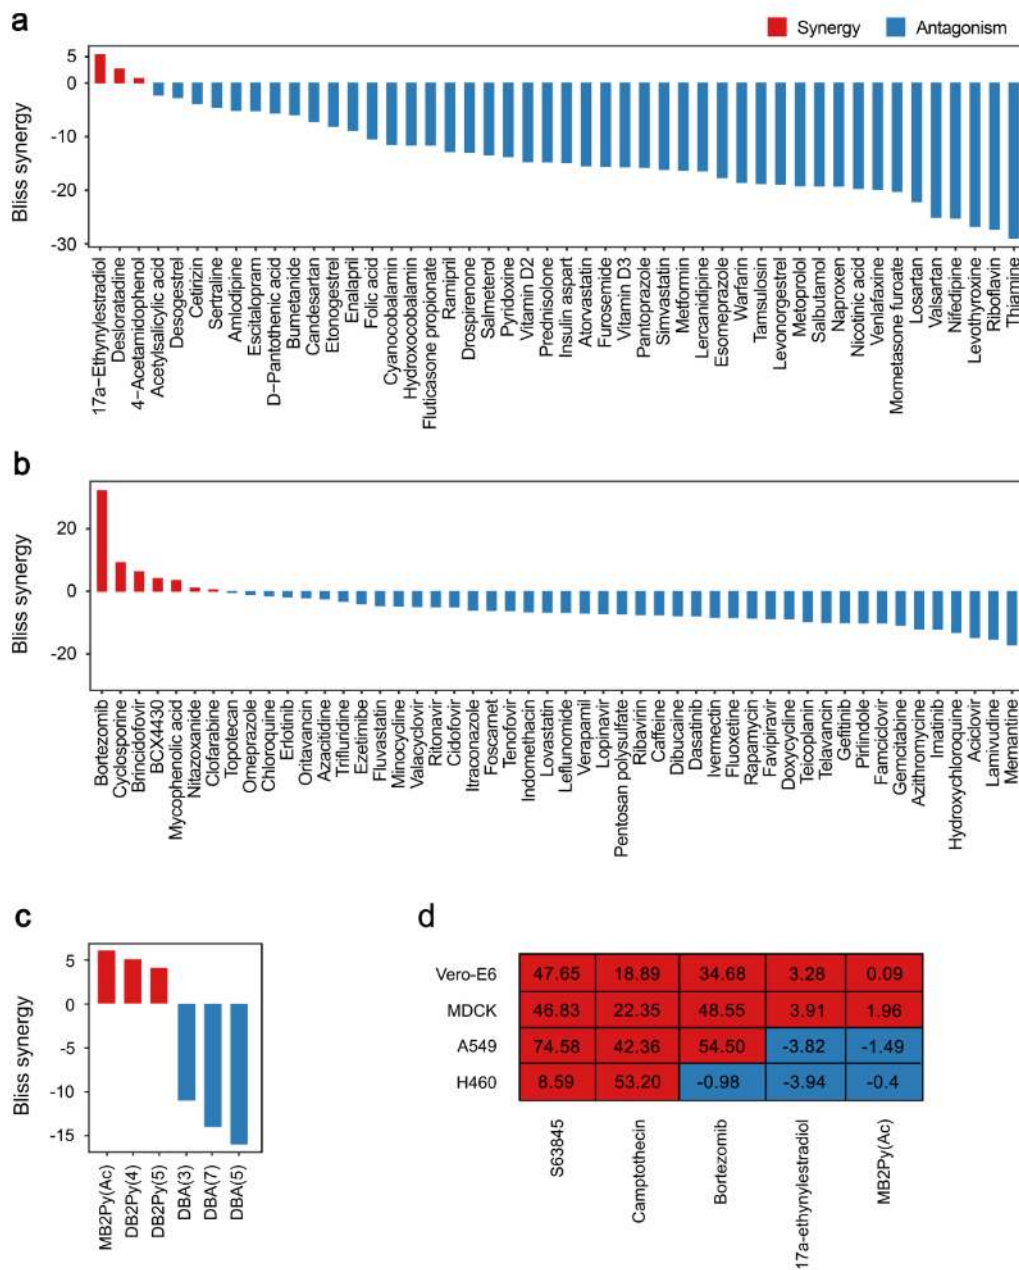 a
Synergy
Antagonism
Bliss synergy
5
0
-10
-20
-30
17a-Ethynylestradiol
Desloratadine
4-Acetamidophenol
Acetylsalicylic acid
Desogestrel
Cetirizin
Sertraline
Amlodipine
Escitalopram
D-Pantothenic acid
Bumetanide
Candesartan
Etonogestrel
Enalapril
Folic acid
Cyanocobalamin
Hydroxocobalamin
Fluticasone propionate
Ramipril
Drospirenone
Salmeterol
Pyridoxine
Vitamin D2
Prednisolone
Insulin aspart
Atorvastatin
Furosemide
Vitamin D3
Pantoprazole
Simvastatin
Metformin
Lercanidipine
Esomeprazole
Warfarin
Tamsulosin
Levonorgestrel
Metoprolol
Salbutamol
Naproxen
Nicotinic acid
Venlafaxine
Mometasone furoate
Losartan
Valsartan
Nifedipine
Levothyroxine
Riboflavin
Thiamine
b
Bliss synergy
20
0
-20
Bortezomib
Cyclosporine
Brincidofovir
BCX4430
Mycophenolic acid
Nitazoxanide
Clofarabine
Topotecan
Omeprazole
Chloroquine
Erlotinib
Oritavancin
Azacitidine
Trifluridine
Ezetimibe
Fluvastatin
Minocycline
Valacyclovir
Ritonavir
Cidofovir
Itraconazole
Foscarnet
Tenofovir
Indomethacin
Lovastatin
Leflunomide
Verapamil
Lopinavir
Pentosan polysulfate
Ribavirin
Caffeine
Dibucaine
Dasatinib
Ivermectin
Fluoxetine
Rapamycin
Favipiravir
Doxycycline
Teicoplanin
Telavancin
Gefitinib
Pirlindole
Famciclovir
Gemcitabine
Azithromycine
Imatinib
Hydroxychloroquine
Aciclovir
Lamivudine
Memantine
c
Bliss synergy
5
0
-5
-10
-15
MB2Py(Ac)
DB2Py(4)
DB2Py(5)
DBA(3)
DBA(7)
DBA(5)
d
Vero-E6 47.65 18.89 34.68 3.28 0.09
MDCK 46.83 22.35 48.55 3.91 1.96
A549 74.58 42.36 54.50 -3.82 -1.49
H460 8.59 53.20 -0.98 -3.94 -0.4
S63845
Camptothecin
Bortezomib
17a-ethynylestradiol
MB2Py(Ac)